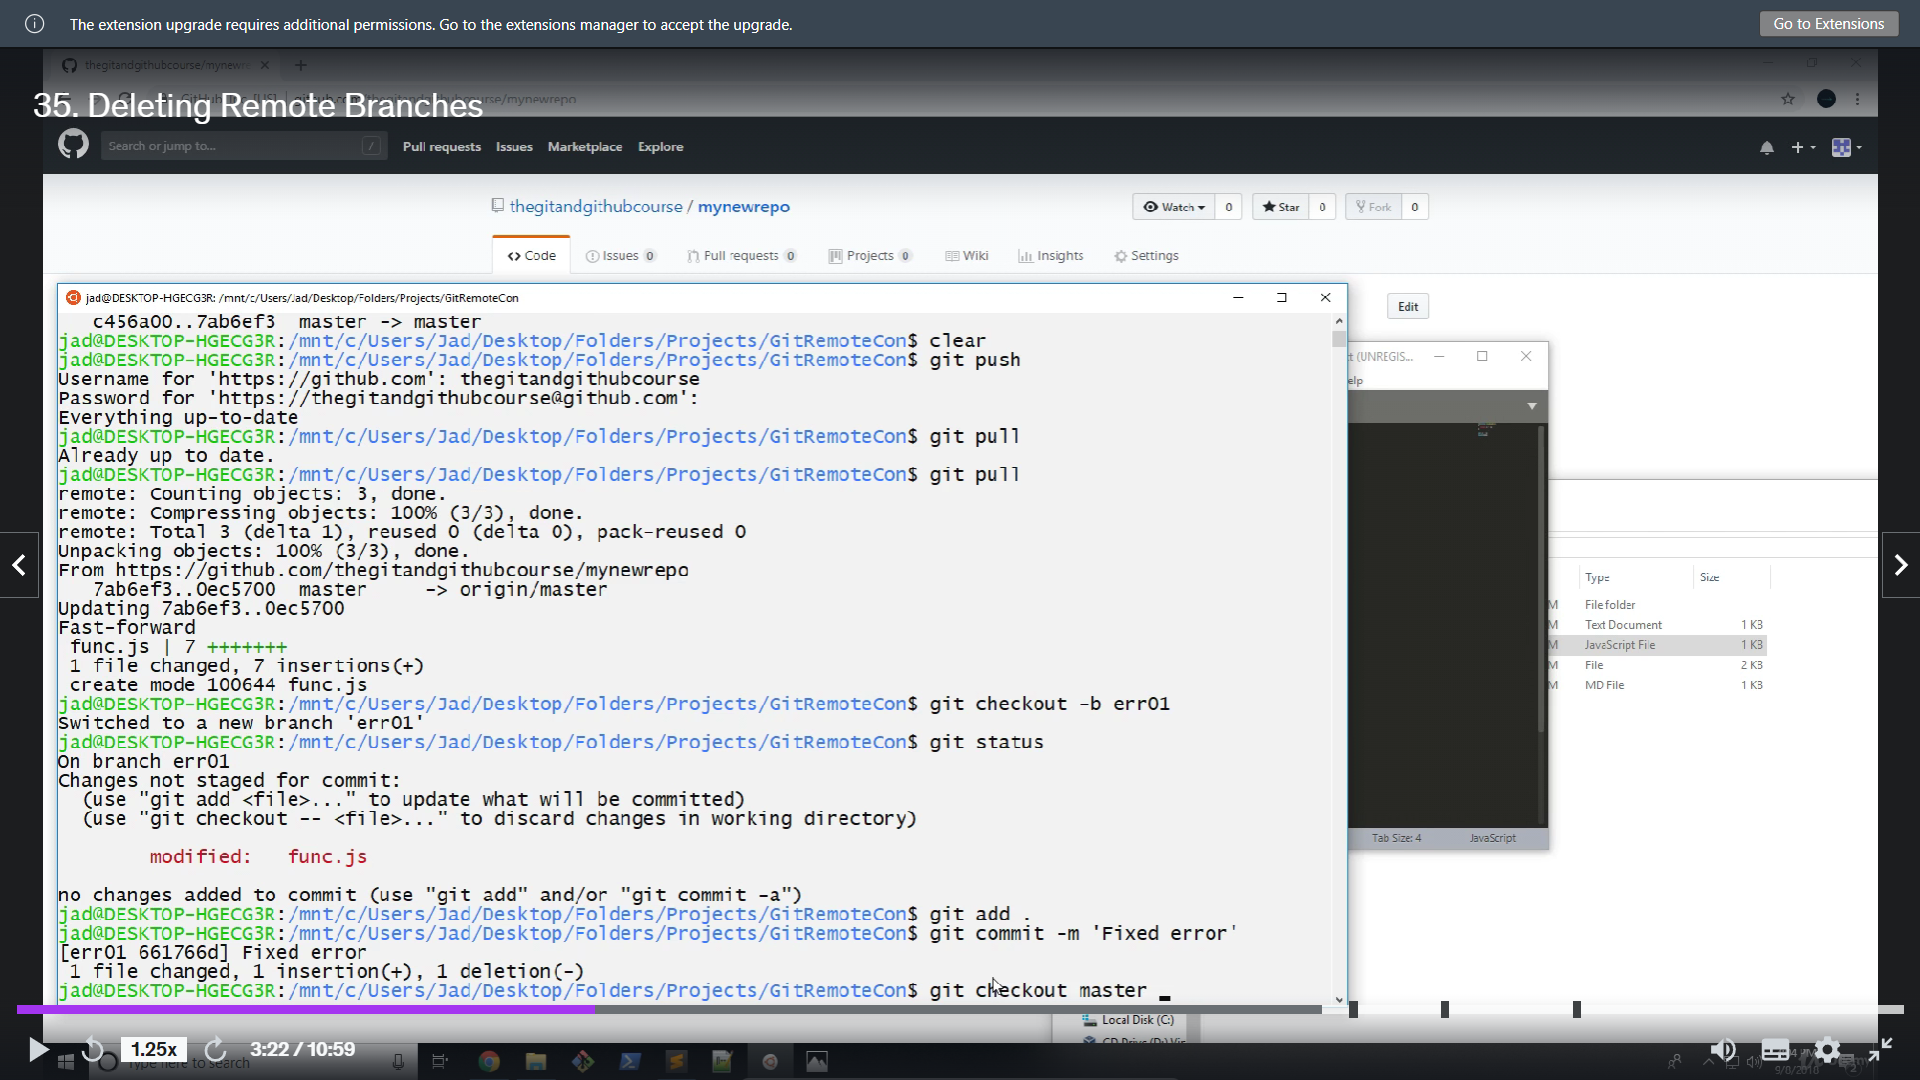 The extension upgrade requires additional permissions. Go to the extensions manager to accept the upgrade.
Go to Extensions
thegitandgithubcourse/mynewre
35. Deleting Remote Branches
Search or jump to...
/
Pull requests
Issues
Marketplace
Explore
thegitandgithubcourse / mynewrepo
Watch 0
Star 0
Fork 0
Code
Issues 0
Pull requests 0
Projects 0
Wiki
Insights
Settings
jad@DESKTOP-HGECG3R: /mnt/c/Users/Jad/Desktop/Folders/Projects/GitRemoteCon
Edit
c456a00..7ab6ef3  master -> master
jad@DESKTOP-HGECG3R:/mnt/c/Users/Jad/Desktop/Folders/Projects/GitRemoteCon$ clear
jad@DESKTOP-HGECG3R:/mnt/c/Users/Jad/Desktop/Folders/Projects/GitRemoteCon$ git push
Username for 'https://github.com': thegitandgithubcourse
Password for 'https://thegitandgithubcourse@github.com':
Everything up-to-date
jad@DESKTOP-HGECG3R:/mnt/c/Users/Jad/Desktop/Folders/Projects/GitRemoteCon$ git pull
Already up to date.
jad@DESKTOP-HGECG3R:/mnt/c/Users/Jad/Desktop/Folders/Projects/GitRemoteCon$ git pull
remote: Counting objects: 3, done.
remote: Compressing objects: 100% (3/3), done.
remote: Total 3 (delta 1), reused 0 (delta 0), pack-reused 0
Unpacking objects: 100% (3/3), done.
From https://github.com/thegitandgithubcourse/mynewrepo
7ab6ef3..0ec5700  master     -> origin/master
Updating 7ab6ef3..0ec5700
Fast-forward
func.js | 7 +++++++
1 file changed, 7 insertions(+)
create mode 100644 func.js
jad@DESKTOP-HGECG3R:/mnt/c/Users/Jad/Desktop/Folders/Projects/GitRemoteCon$ git checkout -b err01
Switched to a new branch 'err01'
jad@DESKTOP-HGECG3R:/mnt/c/Users/Jad/Desktop/Folders/Projects/GitRemoteCon$ git status
On branch err01
Changes not staged for commit:
(use "git add <file>..." to update what will be committed)
(use "git checkout -- <file>..." to discard changes in working directory)
modified:   func.js
no changes added to commit (use "git add" and/or "git commit -a")
jad@DESKTOP-HGECG3R:/mnt/c/Users/Jad/Desktop/Folders/Projects/GitRemoteCon$ git add .
jad@DESKTOP-HGECG3R:/mnt/c/Users/Jad/Desktop/Folders/Projects/GitRemoteCon$ git commit -m 'Fixed error'
[err01 661766d] Fixed error
1 file changed, 1 insertion(+), 1 deletion(-)
jad@DESKTOP-HGECG3R:/mnt/c/Users/Jad/Desktop/Folders/Projects/GitRemoteCon$ git checkout master
t (UNREGIS...
elp
Tab Size: 4
JavaScript
Type
Size
M File folder
M Text Document 1 KB
M JavaScript File 1 KB
M File 2 KB
M MD File 1 KB
Local Disk (C:)
1.25x
3:22 / 10:59
Type here to search